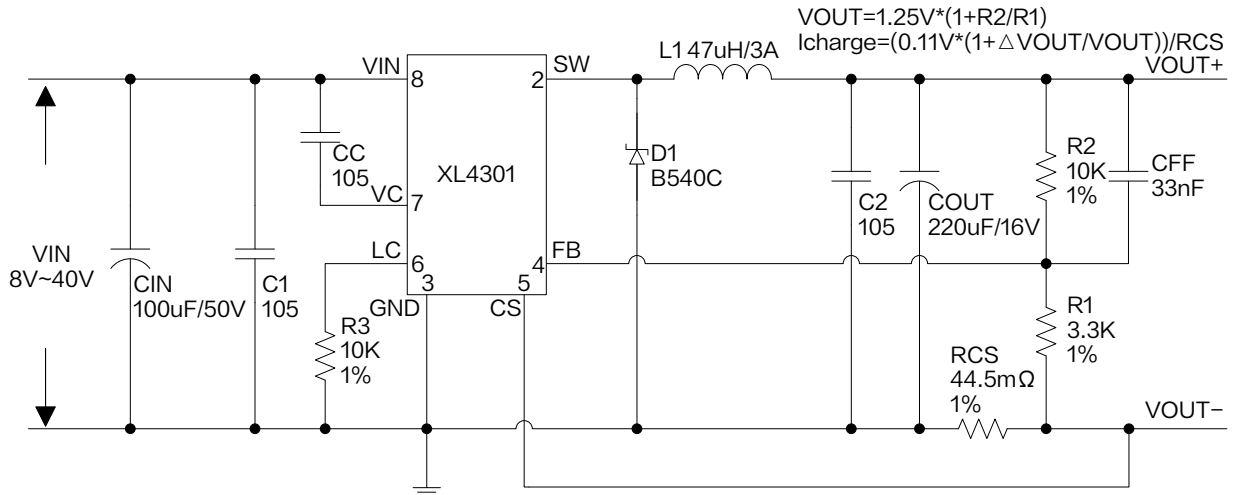 VOUT=1.25V*(1+R2/R1)
Icharge=(0.11V*(1+△VOUT/VOUT))/RCS
L1 47uH/3A
VOUT+
VIN
8
2
SW
CC
105
XL4301
D1
B540C
R2
10K
1%
CFF
33nF
VC
7
C2
105
COUT
220uF/16V
VIN
8V~40V
LC
6
4
FB
3
5
GND
CS
CIN
100uF/50V
C1
105
R3
10K
1%
R1
3.3K
1%
RCS
44.5mΩ
1%
VOUT−